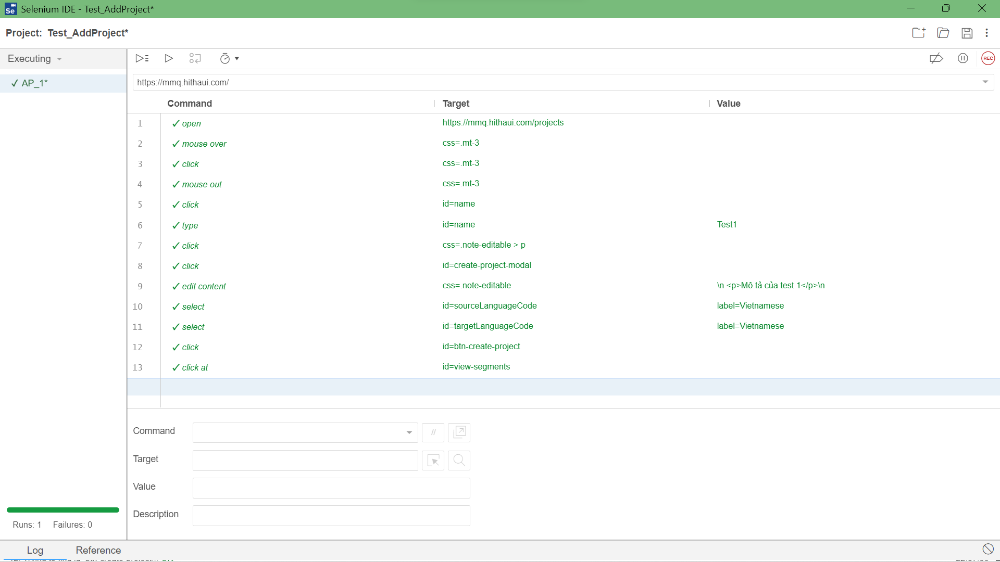 Selenium IDE - Test_AddProject*
Project: Test_AddProject*
Executing
REC
✓ AP_1*
https://mmq.hithaui.com/
Command Target Value
1 ✓ open https://mmq.hithaui.com/projects
2 ✓ mouse over css=.mt-3
3 ✓ click css=.mt-3
4 ✓ mouse out css=.mt-3
5 ✓ click id=name
6 ✓ type id=name Test1
7 ✓ click css=.note-editable > p
8 ✓ click id=create-project-modal
9 ✓ edit content css=.note-editable \n <p>Mô tả của test 1</p>\n
10 ✓ select id=sourceLanguageCode label=Vietnamese
11 ✓ select id=targetLanguageCode label=Vietnamese
12 ✓ click id=btn-create-project
13 ✓ click at id=view-segments
Command //
Target
Value
Description
Runs: 1 Failures: 0
Log Reference